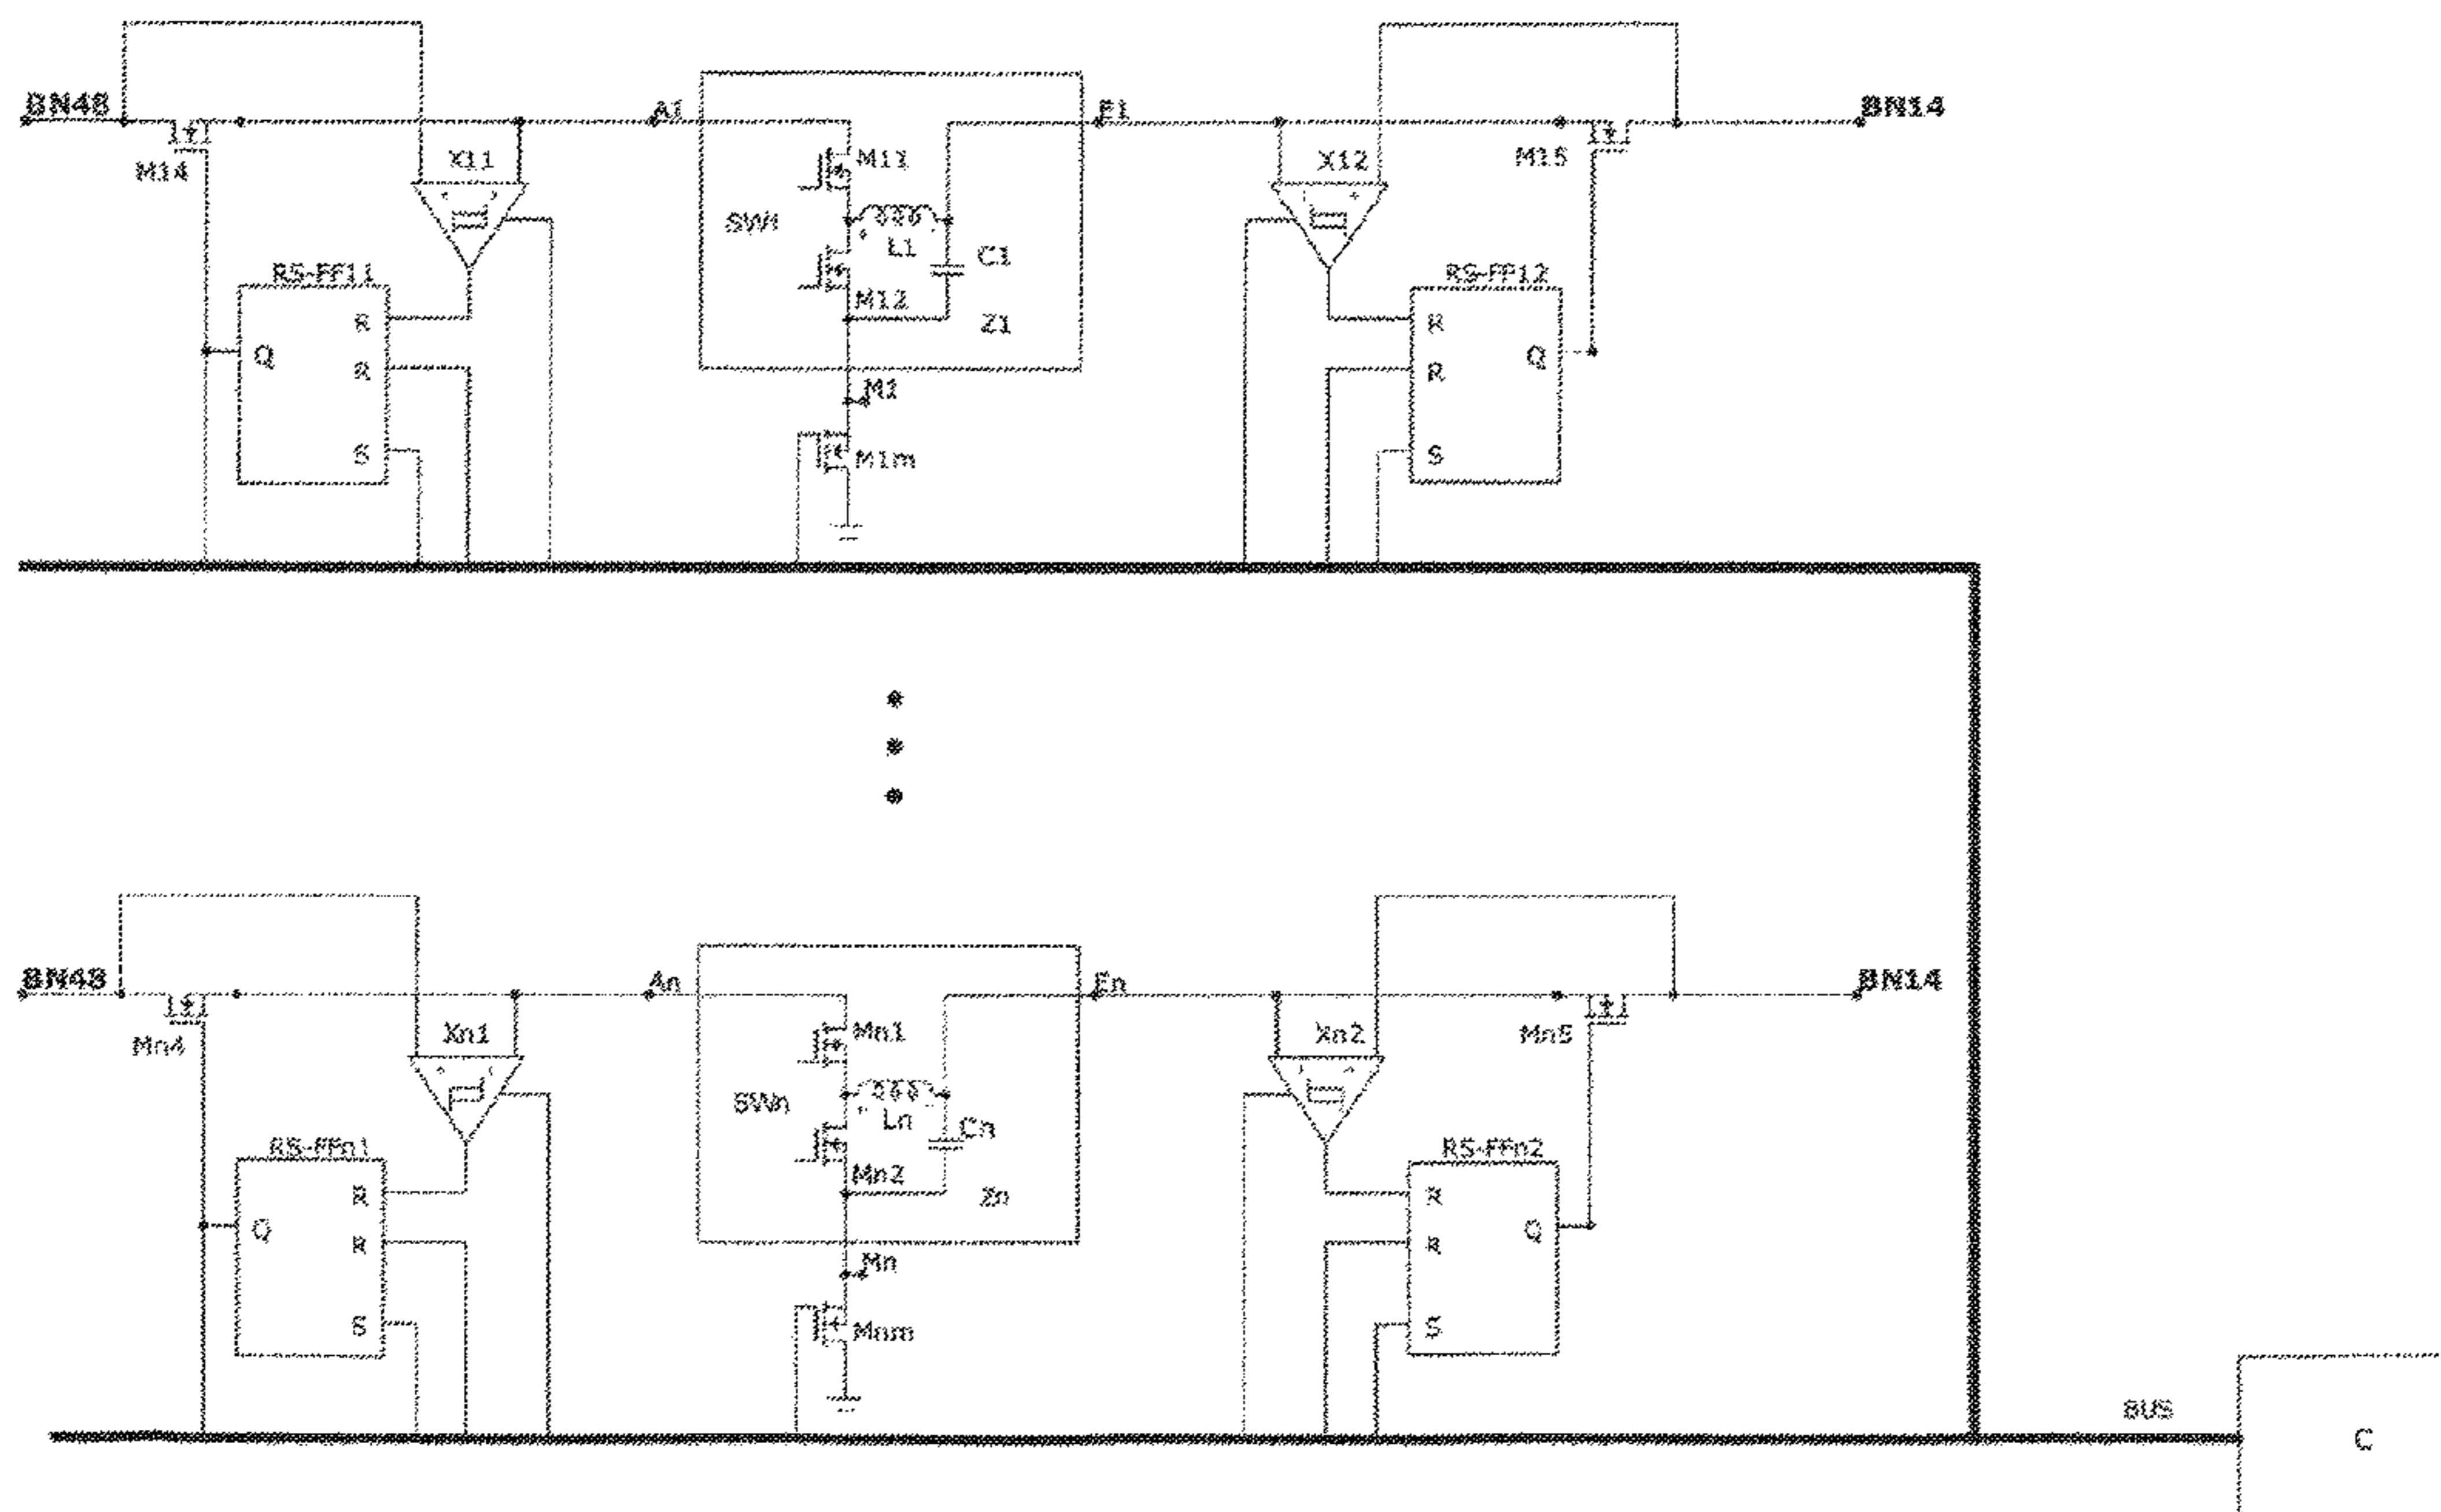 BN48
A1
E1
BN14
M14
X11
M11
X12
M15
SW1
L1
C1
RS-FF11
M12
RS-FF12
R
Z1
R
Q
R
Q
R
M1
S
M1m
S
BN48
An
En
BN14
Mn4
Xn1
Mn1
Xn2
Mn5
SWn
Ln
Cn
RS-FFn1
Mn2
RS-FFn2
R
Zn
R
Q
R
Q
R
Mn
S
Mnm
S
BUS
C